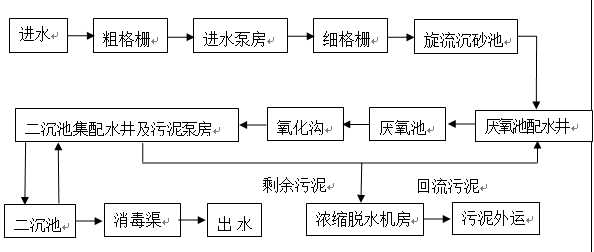 进水
粗格栅
进水泵房
细格栅
旋流沉砂池
二沉池集配水井及污泥泵房
氧化沟
厌氧池
厌氧池配水井
剩余污泥
回流污泥
二沉池
消毒渠
出 水
浓缩脱水机房
污泥外运